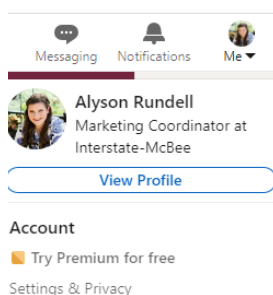 Messaging Notifications Me
Alyson Rundell
Marketing Coordinator at
Interstate-McBee
View Profile
Account
Try Premium for free
Settings & Privacy